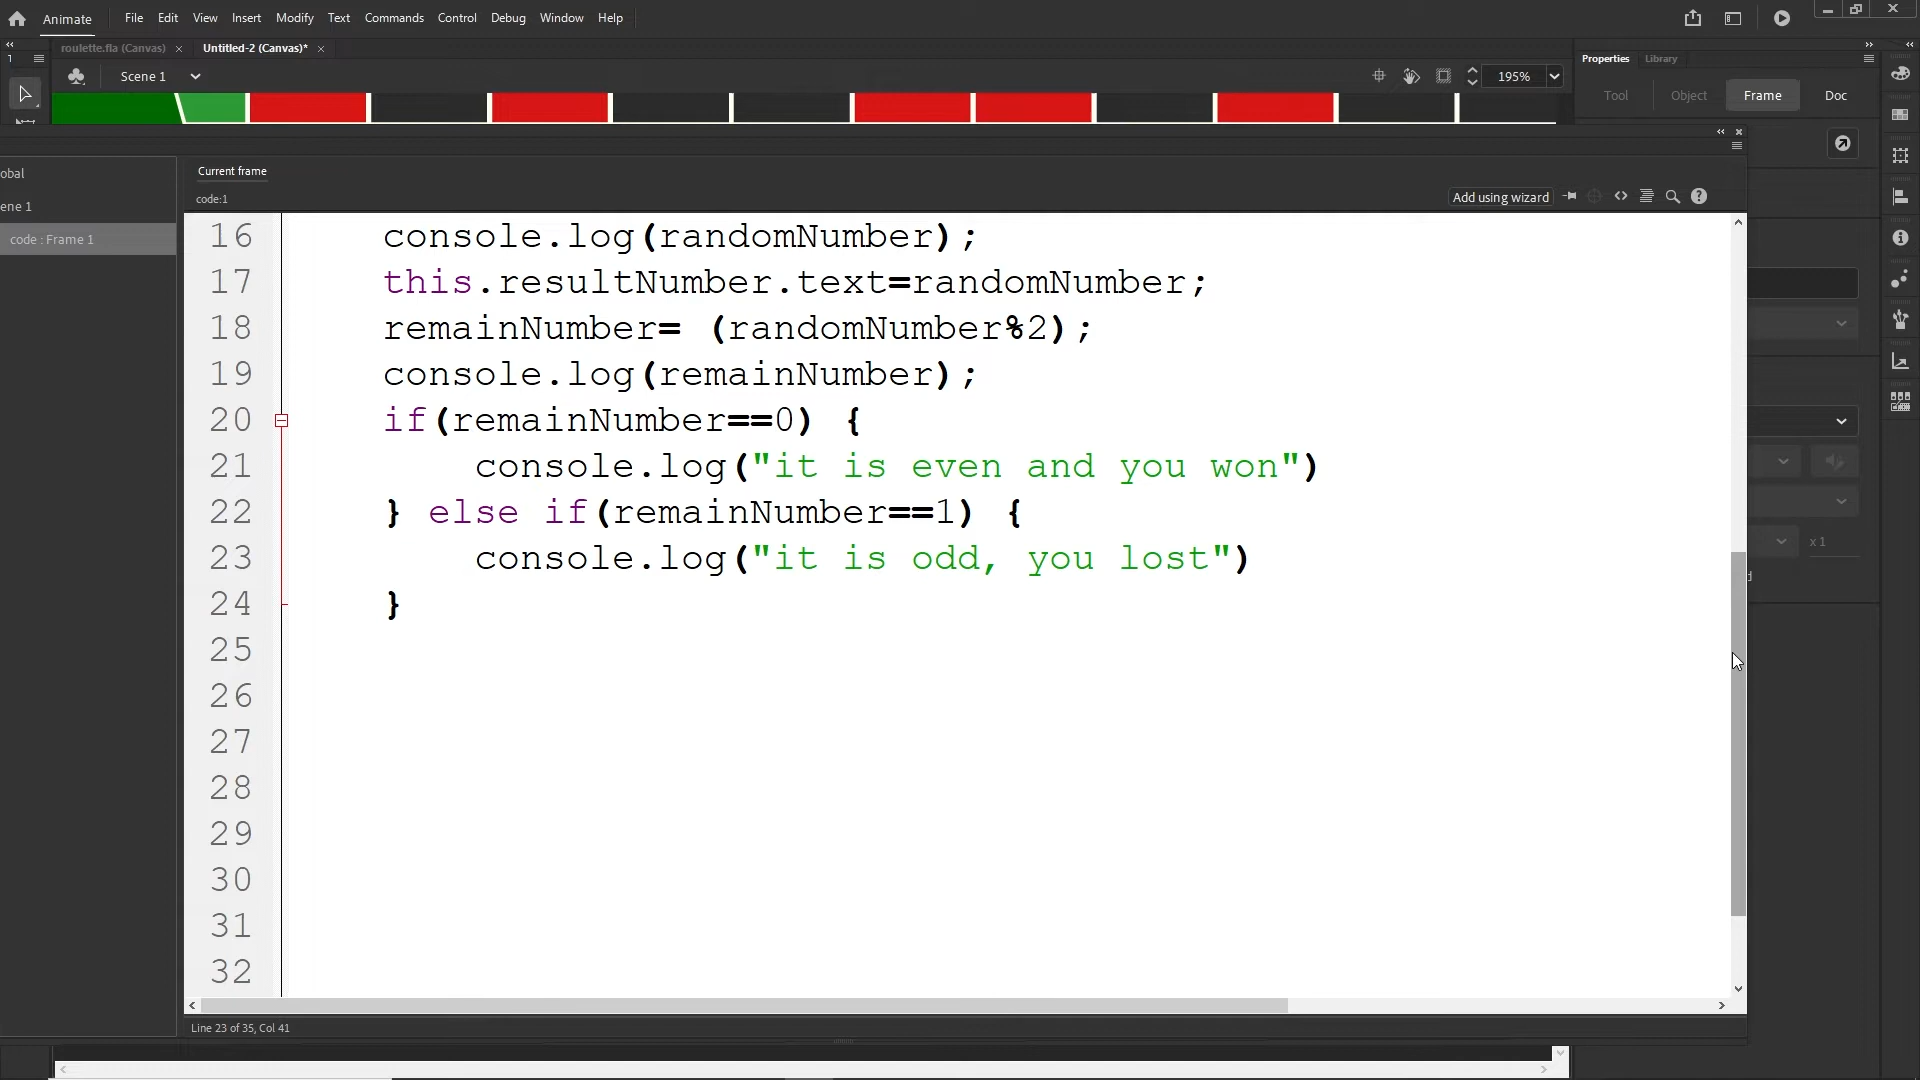 Animate File Edit View Insert Modify Text Commands Control Debug Window Help
roulette.fla (Canvas) × Untitled-2 (Canvas)* ×
Properties Library
Scene 1
195%
Tool Object Frame Doc
obal
Current frame
code:1
Add using wizard
ene 1
code : Frame 1
16 console.log(randomNumber);
17 this.resultNumber.text=randomNumber;
18 remainNumber= (randomNumber%2);
19 console.log(remainNumber);
20 if(remainNumber==0) {
21 console.log("it is even and you won")
22 } else if(remainNumber==1) {
23 console.log("it is odd, you lost")
24 }
25
26
27
28
29
30
31
32
x 1
Line 23 of 35, Col 41